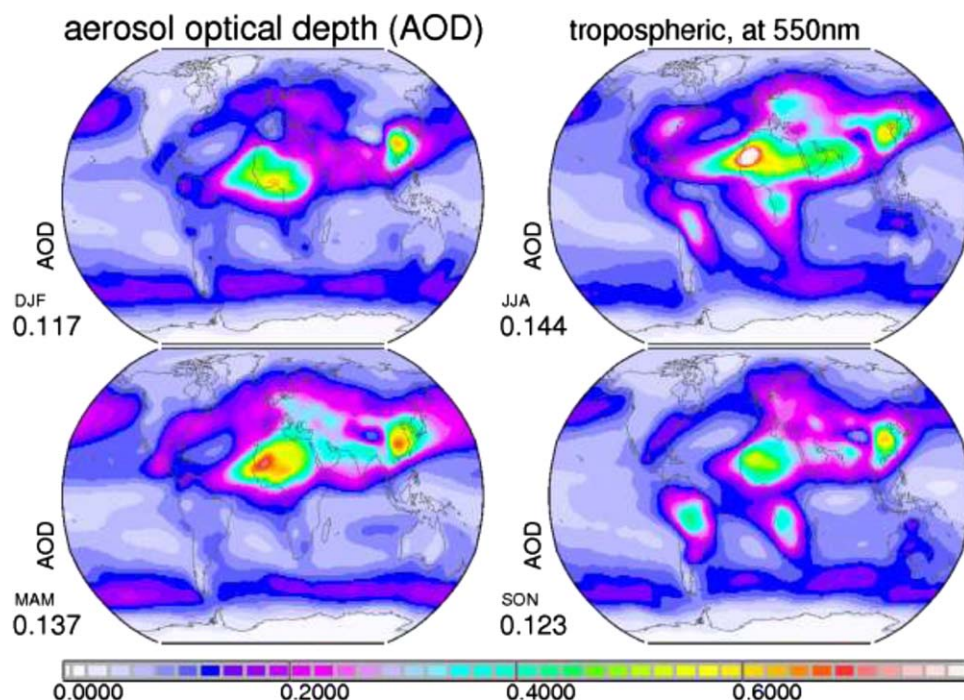 aerosol optical depth (AOD) tropospheric, at 550nm
AOD
DJF
0.117
AOD
JJA
0.144
AOD
MAM
0.137
AOD
SON
0.123
0.0000 0.2000 0.4000 0.6000